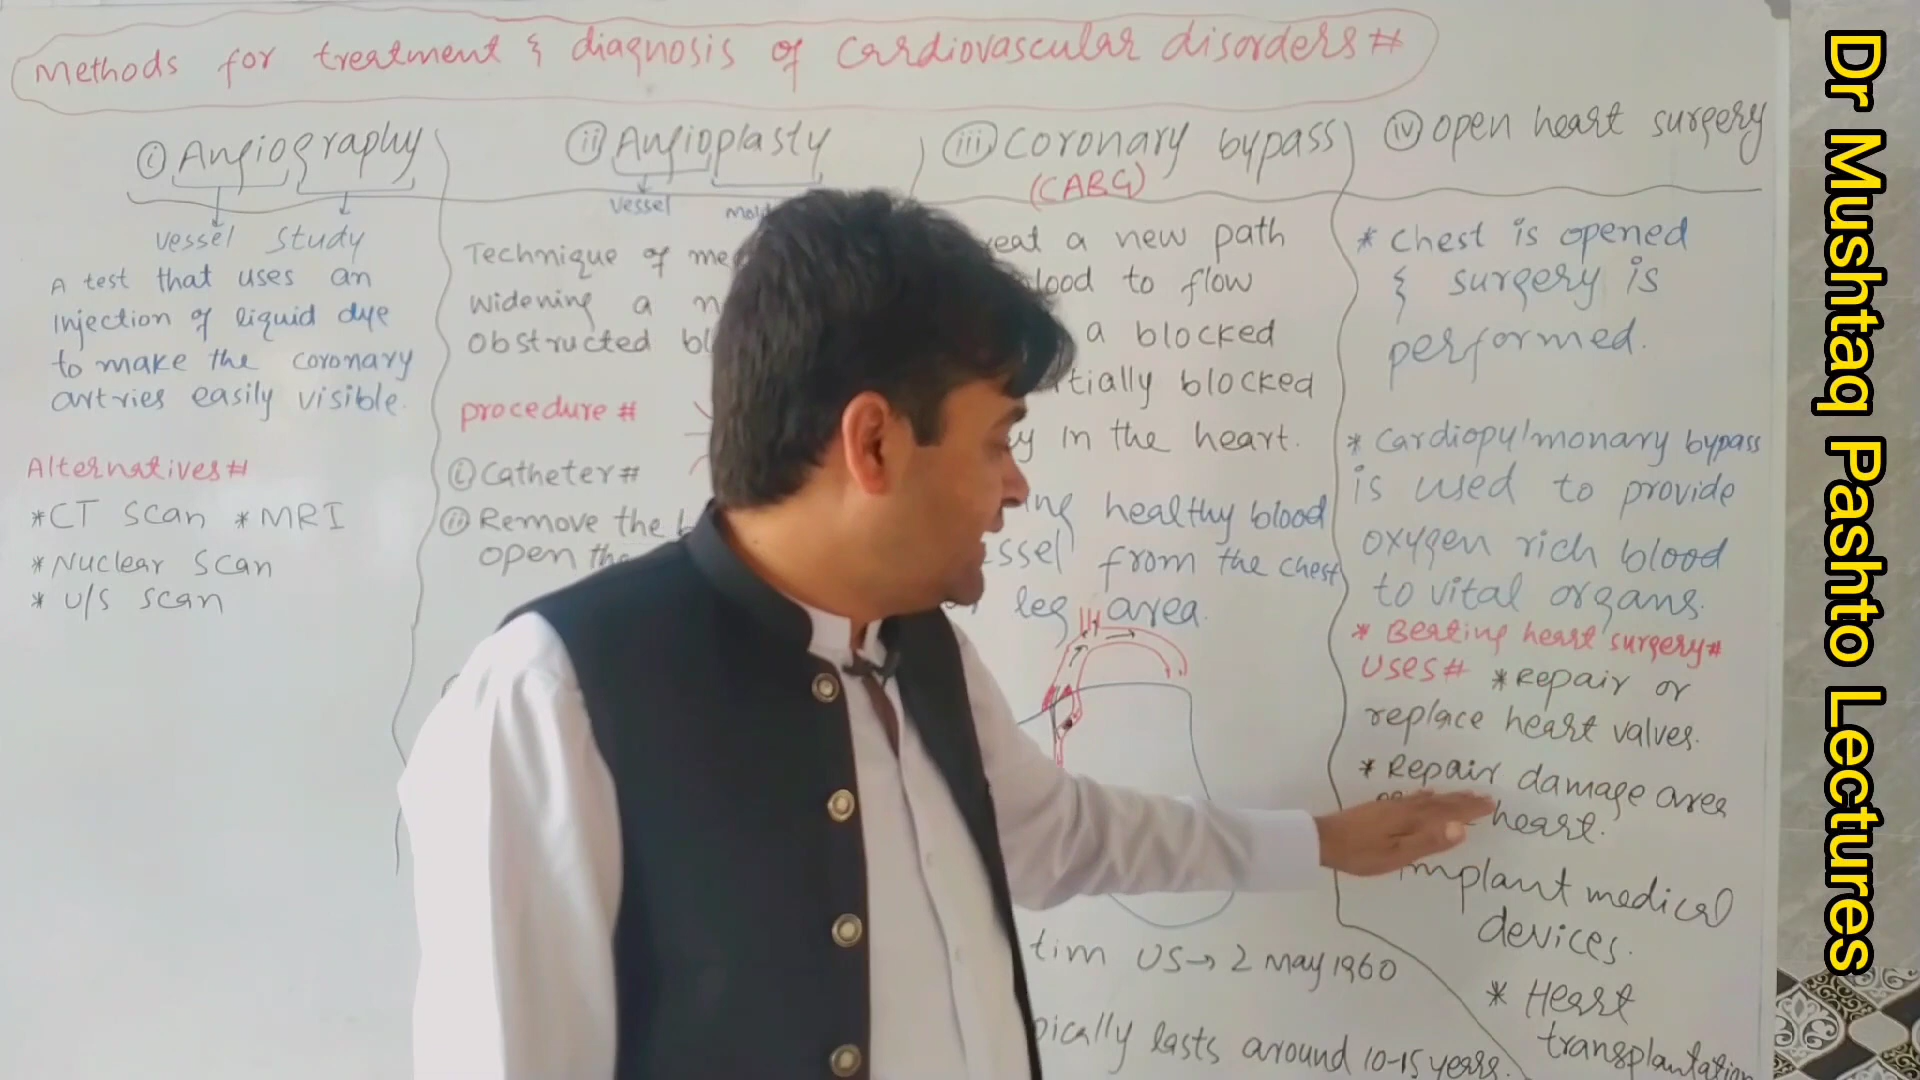 Methods for treatment & diagnosis of cardiovascular disorders#
(i) Angiography
vessel study
A test that uses an
injection of liquid dye
to make the coronary
artries easily visible.
Alternatives#
*CT scan *MRI
*Nuclear scan
* U/S scan
(ii) Angioplasty
vessel
Technique of
widening a
obstructed
procedure #
(i) Catheter#
(ii) Remove the
open
(iii) Coronary bypass
(CABG)
a new path
to flow
a blocked
blocked
in the heart.
healthy blood
from the chest
leg area.
US→ 2 May 1960
lasts around 10-15 years.
(iv) open heart surgery
* chest is opened
& surgery is
performed.
* Cardiopulmonary bypass
is used to provide
oxygen rich blood
to vital organs.
* Beating heart surgery#
uses# *Repair or
replace heart valves.
*Repair damage area
heart.
implant medical
devices.
* Heart
transplantation
Dr Mushtaq Pashto Lectures